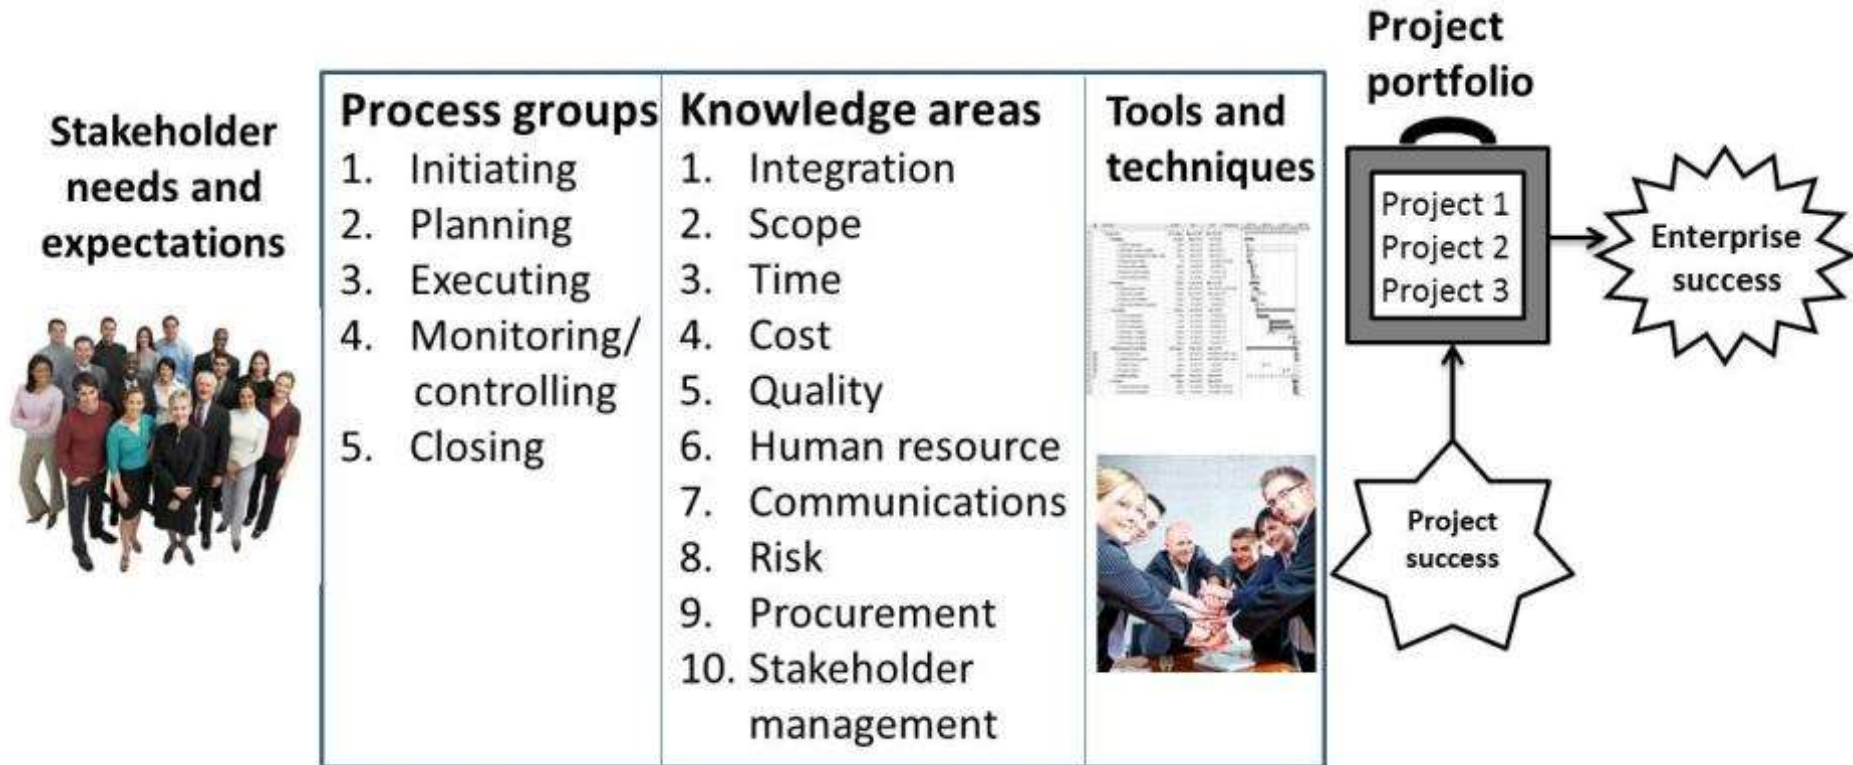 Stakeholder
needs and
expectations
Process groups
1. Initiating
2. Planning
3. Executing
4. Monitoring/
controlling
5. Closing
Knowledge areas
1. Integration
2. Scope
3. Time
4. Cost
5. Quality
6. Human resource
7. Communications
8. Risk
9. Procurement
10. Stakeholder
management
Tools and
techniques
Project
portfolio
Project 1
Project 2
Project 3
Enterprise
success
Project
success